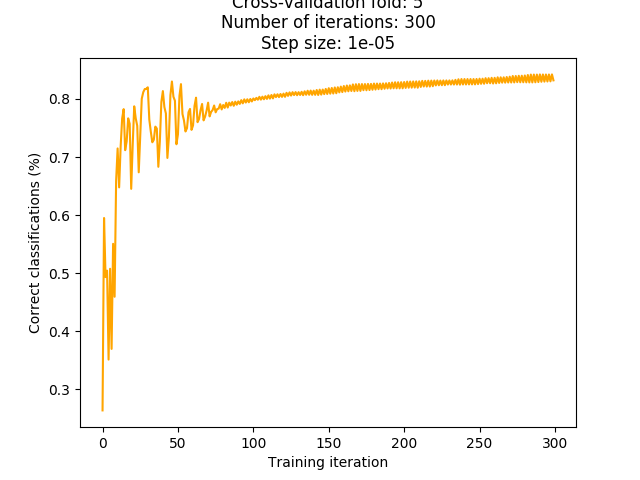 Cross-validation fold: 5
Number of iterations: 300
Step size: 1e-05
Correct classifications (%)
0.8
0.7
0.6
0.5
0.4
0.3
0 50 100 150 200 250 300
Training iteration